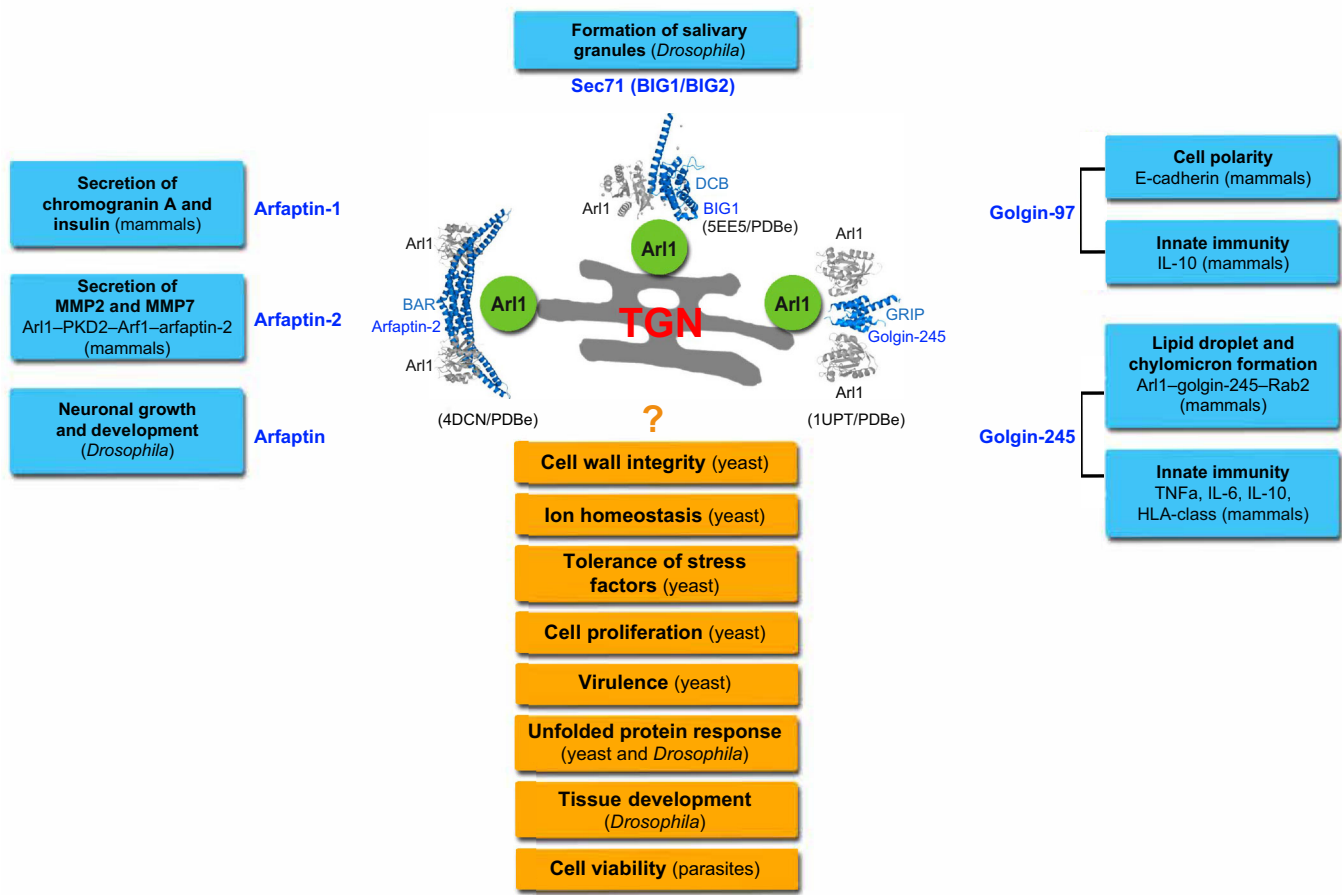 Formation of salivary
granules (Drosophila)
Sec71 (BIG1/BIG2)
Secretion of
chromogranin A and
insulin (mammals)
Arfaptin-1
Secretion of
MMP2 and MMP7
Arl1–PKD2–Arf1–arfaptin-2
(mammals)
Arfaptin-2
Neuronal growth
and development
(Drosophila)
Arfaptin
Arl1
BAR
Arfaptin-2
Arl1
(4DCN/PDBe)
Arl1
Arl1
DCB
BIG1
(5EE5/PDBe)
Arl1
TGN
Arl1
Arl1
GRIP
Golgin-245
Arl1
(1UPT/PDBe)
Golgin-97
Cell polarity
E-cadherin (mammals)
Innate immunity
IL-10 (mammals)
Golgin-245
Lipid droplet and
chylomicron formation
Arl1–golgin-245–Rab2
(mammals)
Innate immunity
TNFa, IL-6, IL-10,
HLA-class (mammals)
?
Cell wall integrity (yeast)
Ion homeostasis (yeast)
Tolerance of stress
factors (yeast)
Cell proliferation (yeast)
Virulence (yeast)
Unfolded protein response
(yeast and Drosophila)
Tissue development
(Drosophila)
Cell viability (parasites)